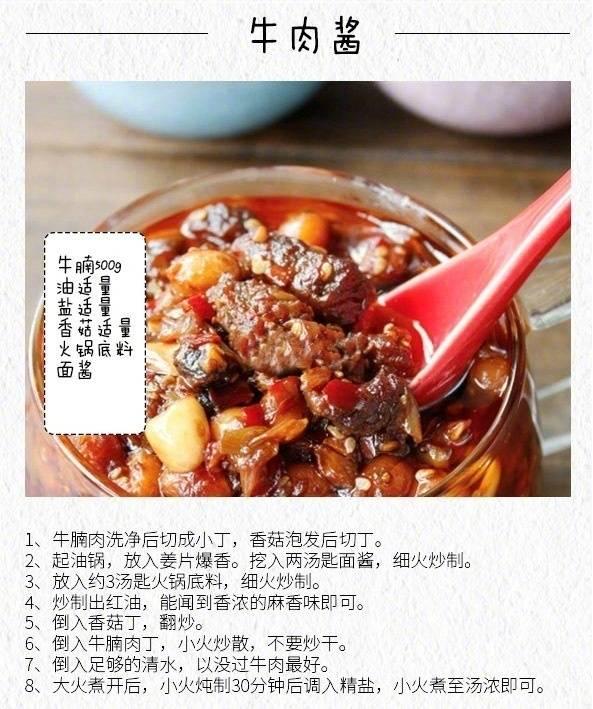 牛肉酱
牛腩500g
油适量
盐适量
香菇适量
火锅底料
面酱
1、牛腩肉洗净后切成小丁，香菇泡发后切丁。
2、起油锅，放入姜片爆香。挖入两汤匙面酱，细火炒制。
3、放入约3汤匙火锅底料，细火炒制。
4、炒制出红油，能闻到香浓的麻香味即可。
5、倒入香菇丁，翻炒。
6、倒入牛腩肉丁，小火炒散，不要炒干。
7、倒入足够的清水，以没过牛肉最好。
8、大火煮开后，小火炖制30分钟后调入精盐，小火煮至汤浓即可。